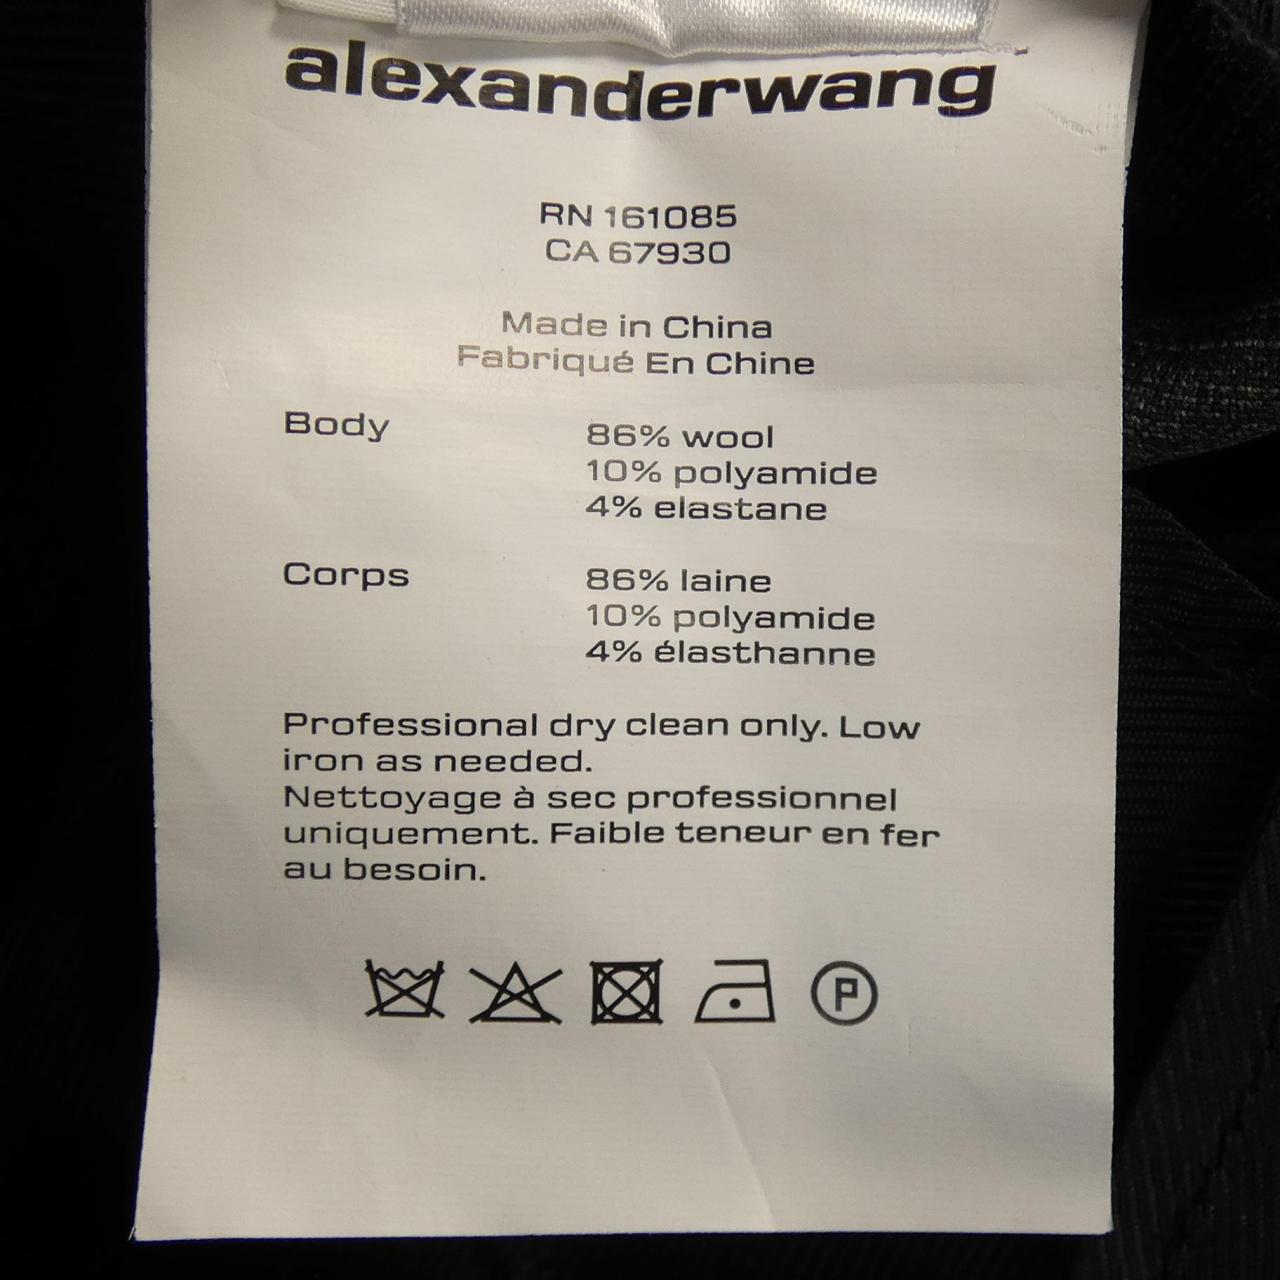 alexanderwang
RN 161085
CA 67930
Made in China
Fabriqué En Chine
Body
86% wool
10% polyamide
4% elastane
Corps
86% laine
10% polyamide
4% élasthanne
Professional dry clean only. Low
iron as needed.
Nettoyage à sec professionnel
uniquement. Faible teneur en fer
au besoin.
P